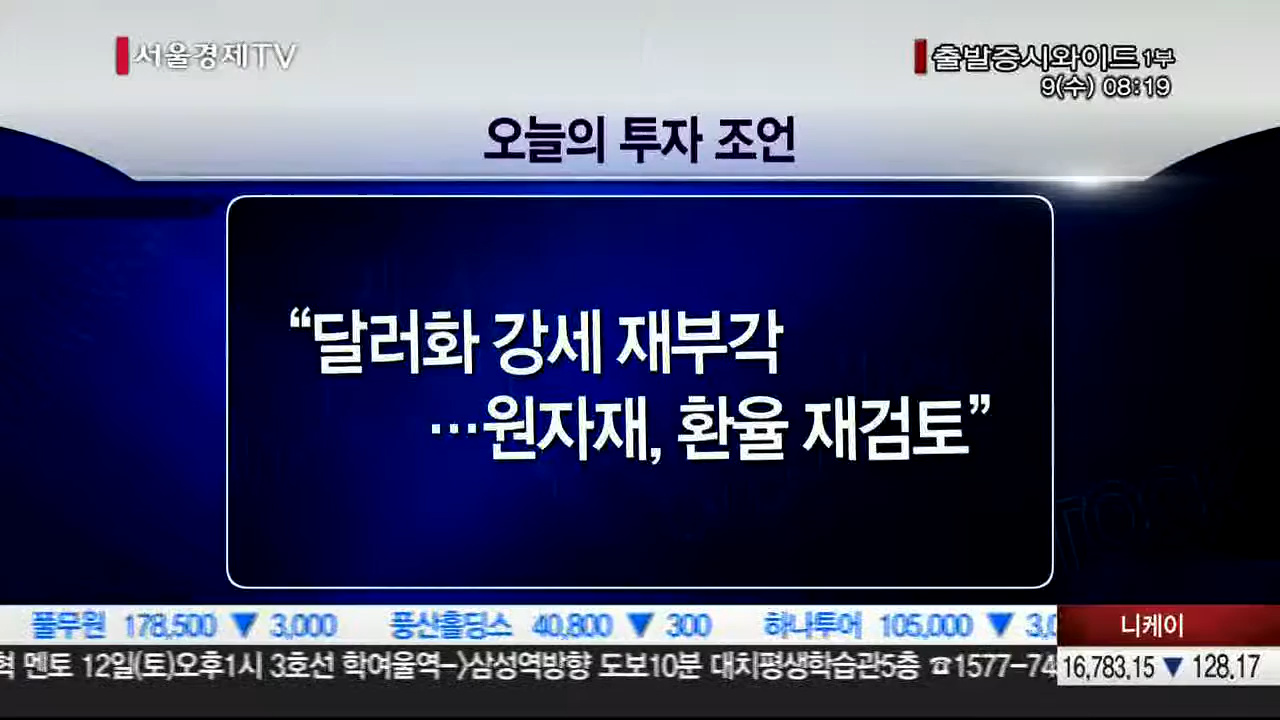 서울경제TV
출발증시와이드 1부
9(수) 08:19
오늘의 투자 조언
“달러화 강세 재부각
…원자재, 환율 재검토”
풀무원 178,500 ▼ 3,000 풍산홀딩스 40,800 ▼ 300 하나투어 105,000 ▼
니케이
멘토 12일(토)오후1시 3호선 학여울역->삼성역방향 도보10분 대치평생학습관5층 ☎1577-74
16,783.15 ▼ 128.17